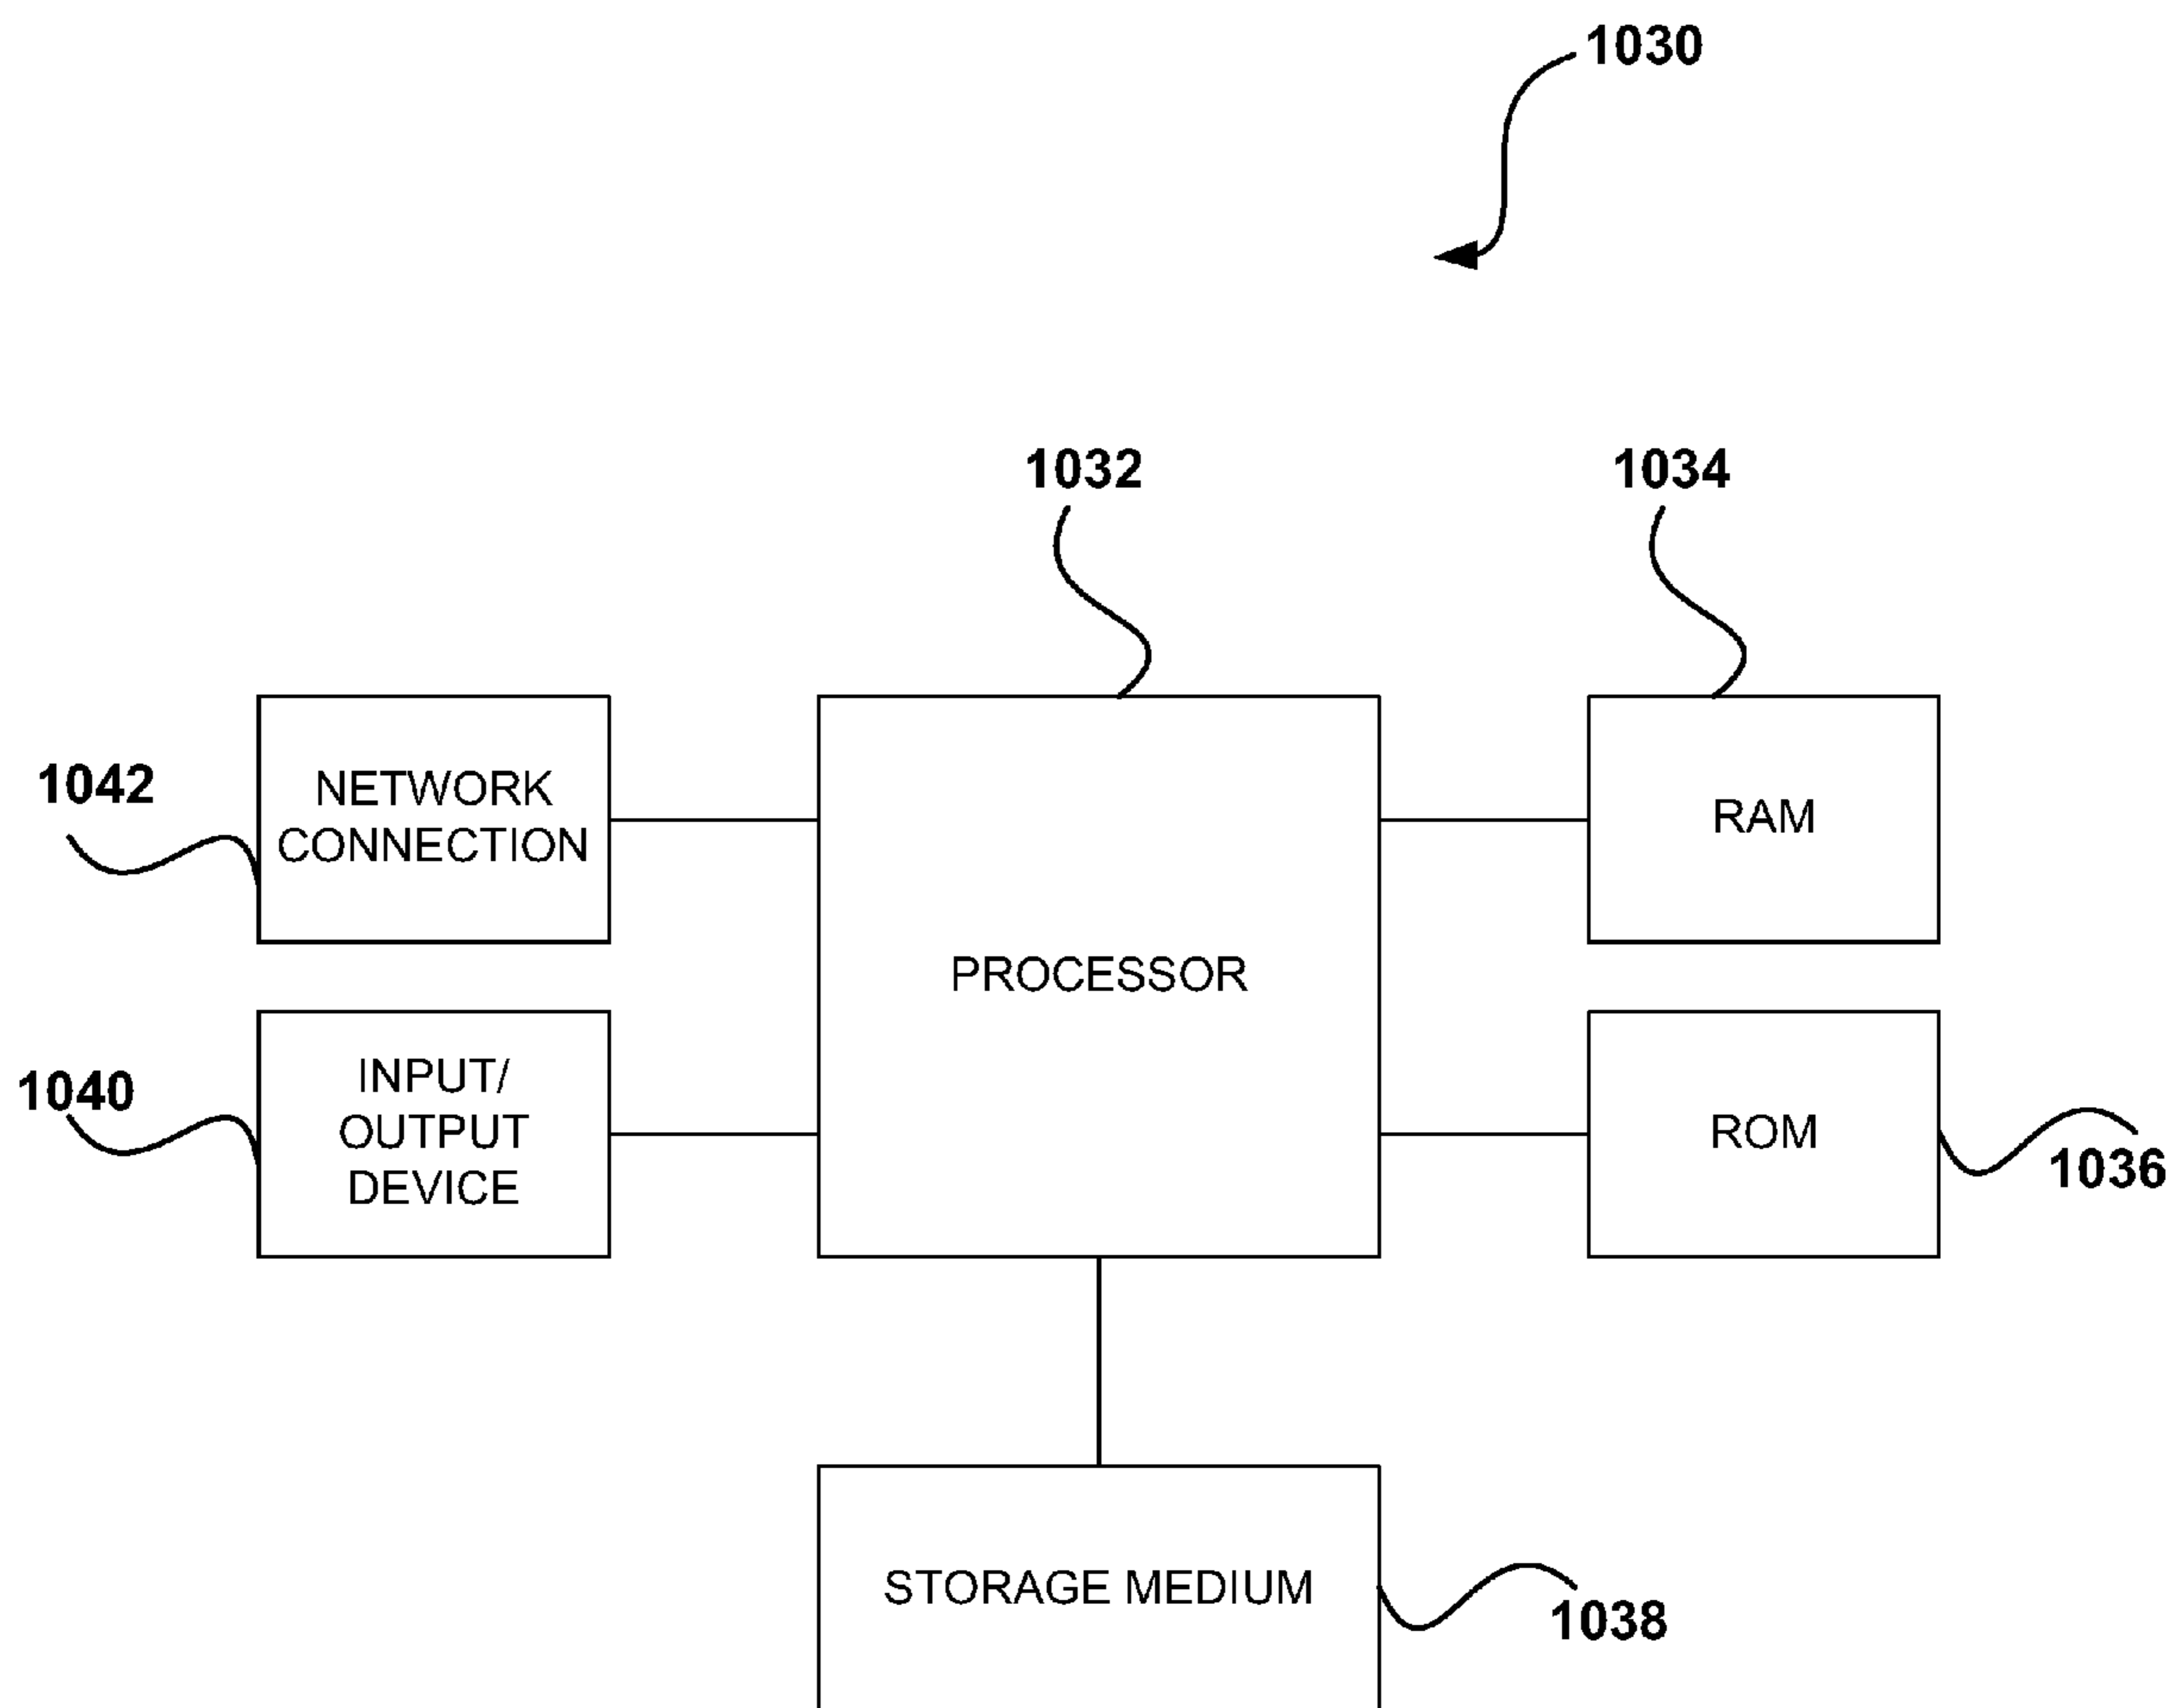 1030
1032
1034
1042
NETWORK
CONNECTION
RAM
PROCESSOR
1040
INPUT/
OUTPUT
DEVICE
ROM
1036
STORAGE MEDIUM
1038